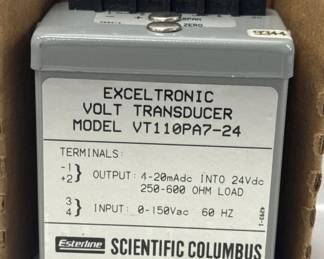 SPAN
ZERO
9344
EXCELTRONIC
VOLT TRANSDUCER
MODEL VT110PA7-24
TERMINALS:
-1
+2 } OUTPUT: 4-20mAdc INTO 24Vdc
250-600 OHM LOAD
3
4 } INPUT: 0-150Vac 60 HZ
Esterline SCIENTIFIC COLUMBUS